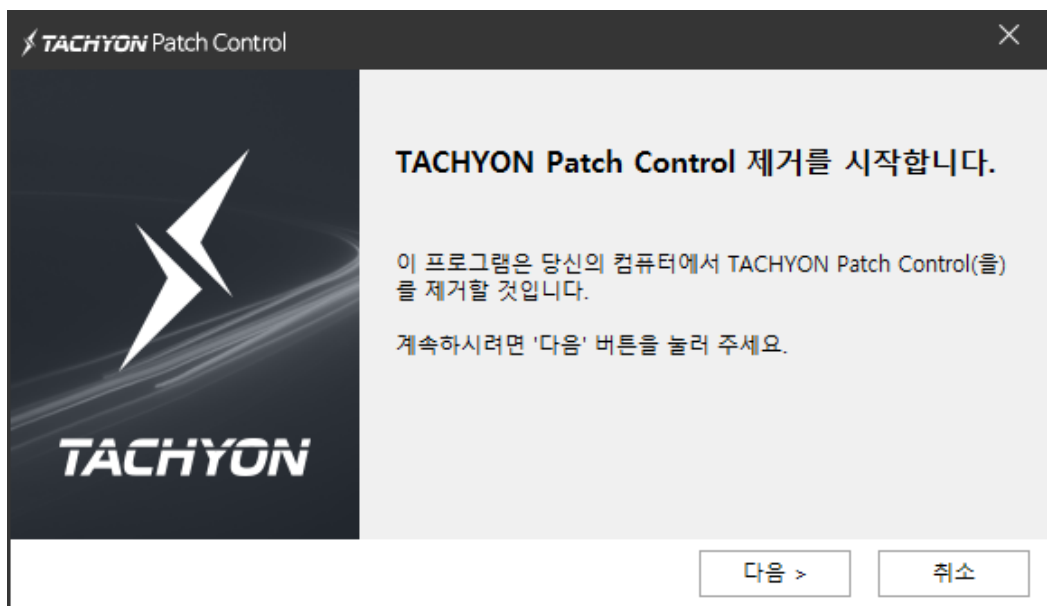 TACHYON Patch Control
TACHYON Patch Control 제거를 시작합니다.
이 프로그램은 당신의 컴퓨터에서 TACHYON Patch Control(을)
를 제거할 것입니다.
계속하시려면 '다음' 버튼을 눌러 주세요.
TACHYON
다음 >
취소